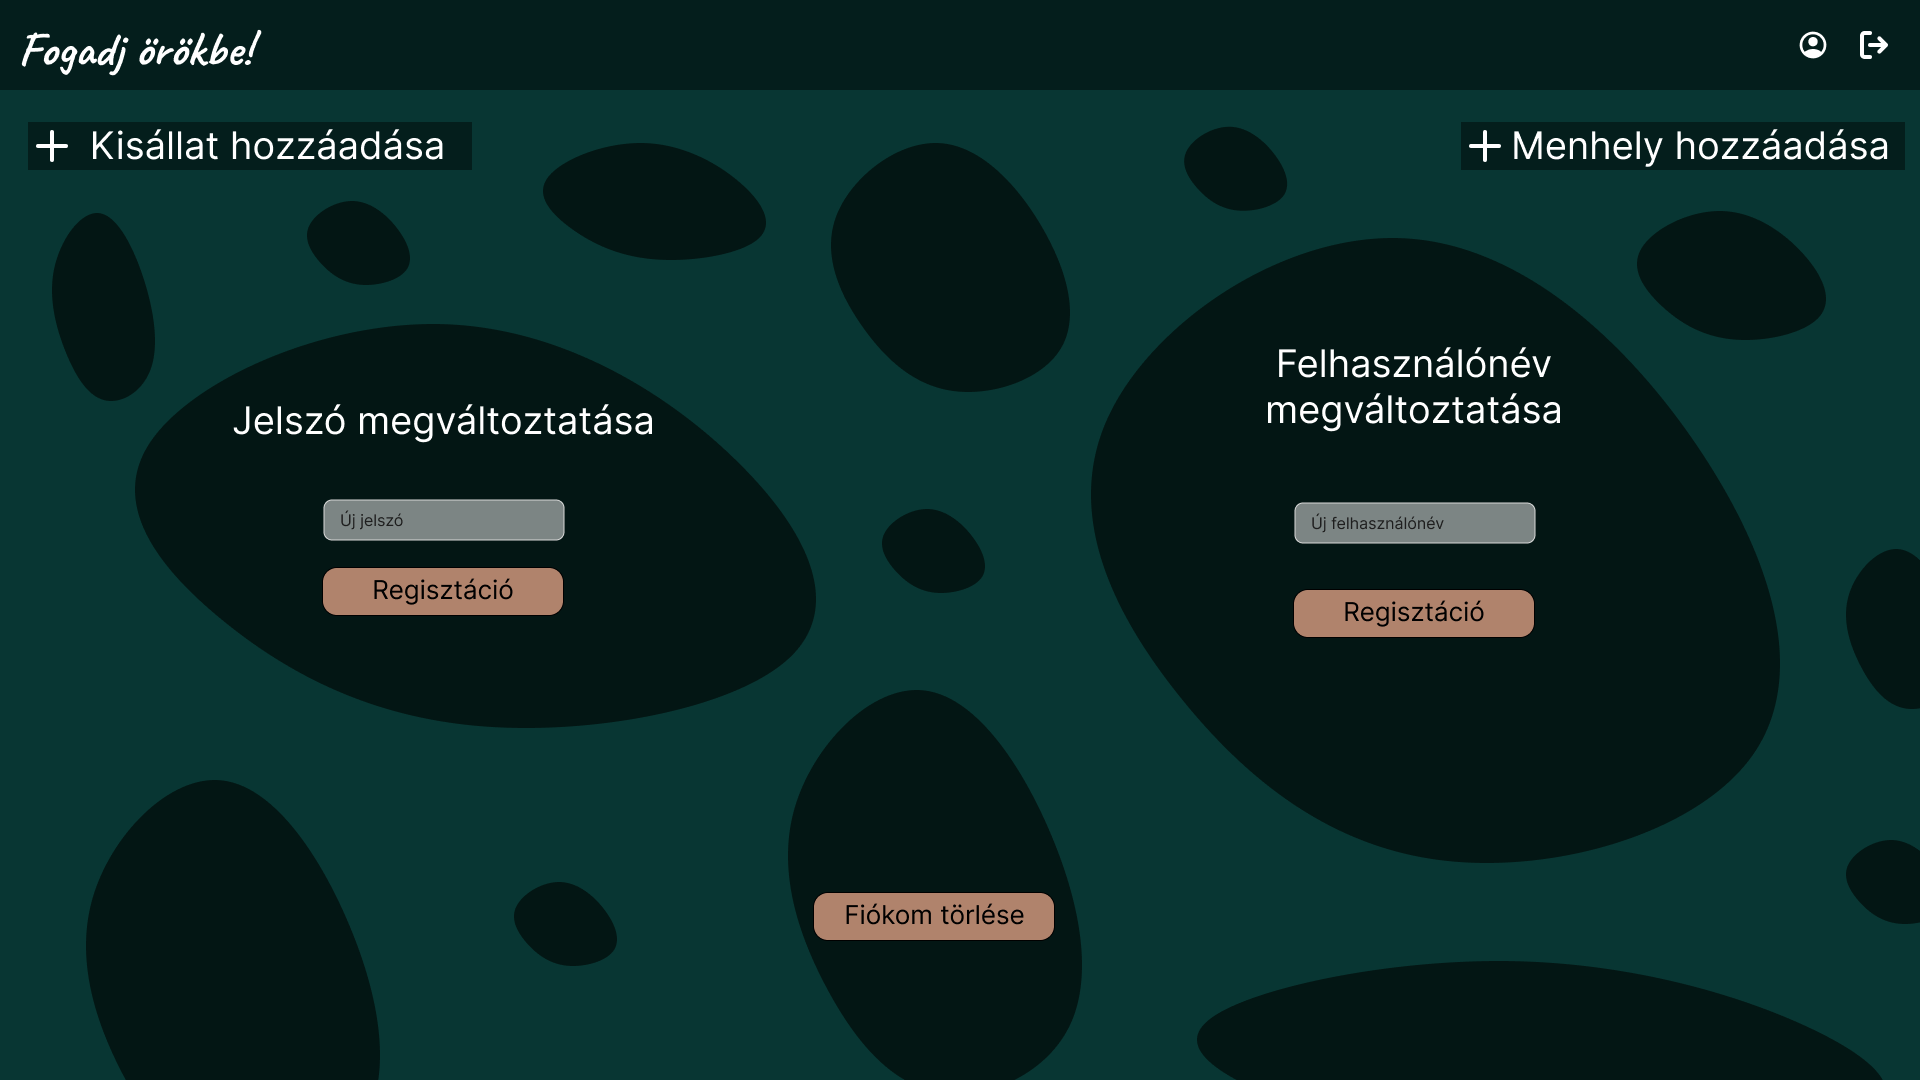 Fogadj örökbe!
Kisállat hozzáadása
Menhely hozzáadása
Jelszó megváltoztatása
Új jelszó
Regisztáció
Felhasználónév
megváltoztatása
Új felhasználónév
Regisztáció
Fiókom törlése